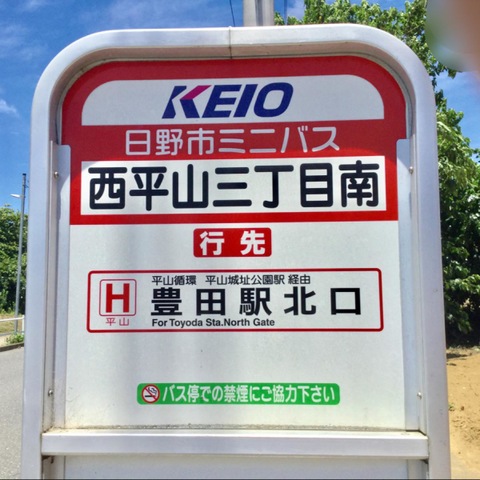 KEIO
日野市ミニバス
西平山三丁目南
行先
平山循環 平山城址公園駅 経由
H 豊田駅北口
平山
For Toyoda Sta.North Gate
バス停での禁煙にご協力下さい